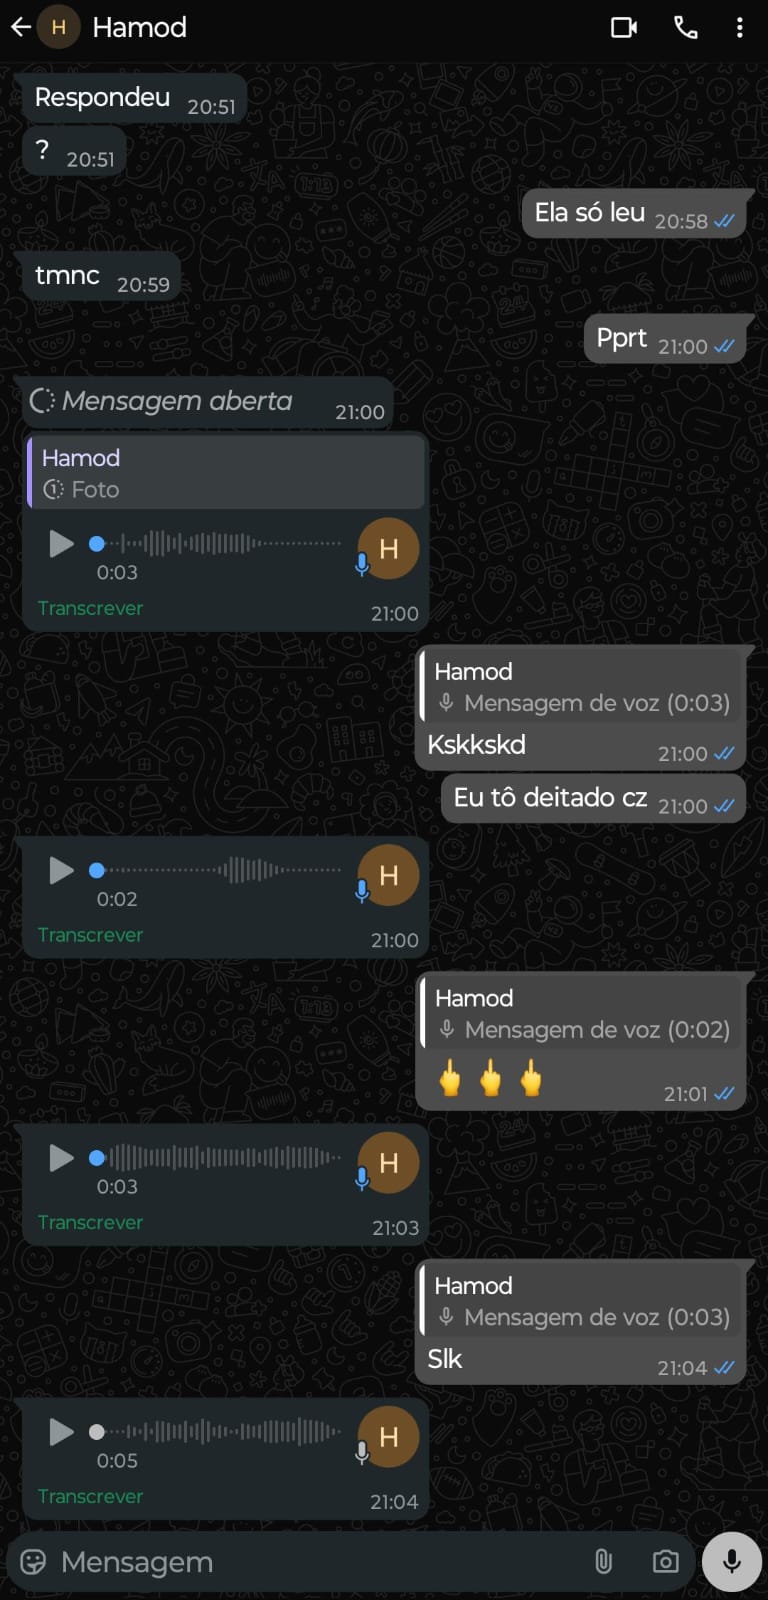 H
Hamod
Respondeu 20:51
? 20:51
Ela só leu 20:58
tmnc 20:59
Pprt 21:00
Mensagem aberta 21:00
Hamod
1 Foto
H
0:03
Transcrever 21:00
Hamod
Mensagem de voz (0:03)
Kskkskd 21:00
Eu tô deitado cz 21:00
H
0:02
Transcrever 21:00
Hamod
Mensagem de voz (0:02)
🖕 🖕 🖕 21:01
H
0:03
Transcrever 21:03
Hamod
Mensagem de voz (0:03)
Slk 21:04
H
0:05
Transcrever 21:04
Mensagem